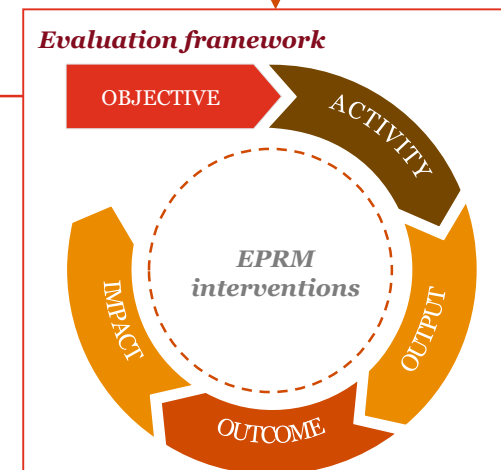 Evaluation framework
OBJECTIVE
ACTIVITY
OUTPUT
OUTCOME
IMPACT
EPRM
interventions